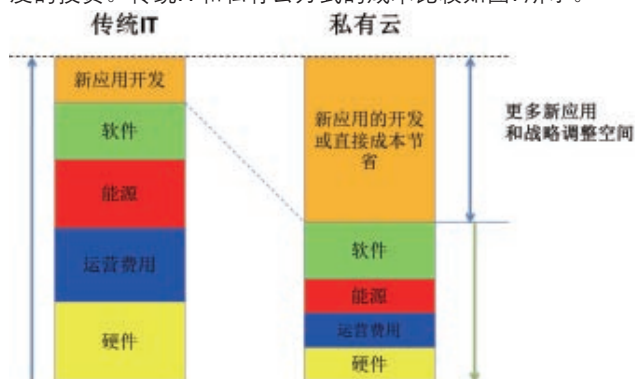 传统IT
私有云
新应用开发
软件
能源
运营费用
硬件
新应用的开发
或直接成本节
省
软件
能源
运营费用
硬件
更多新应用
和战略调整空间